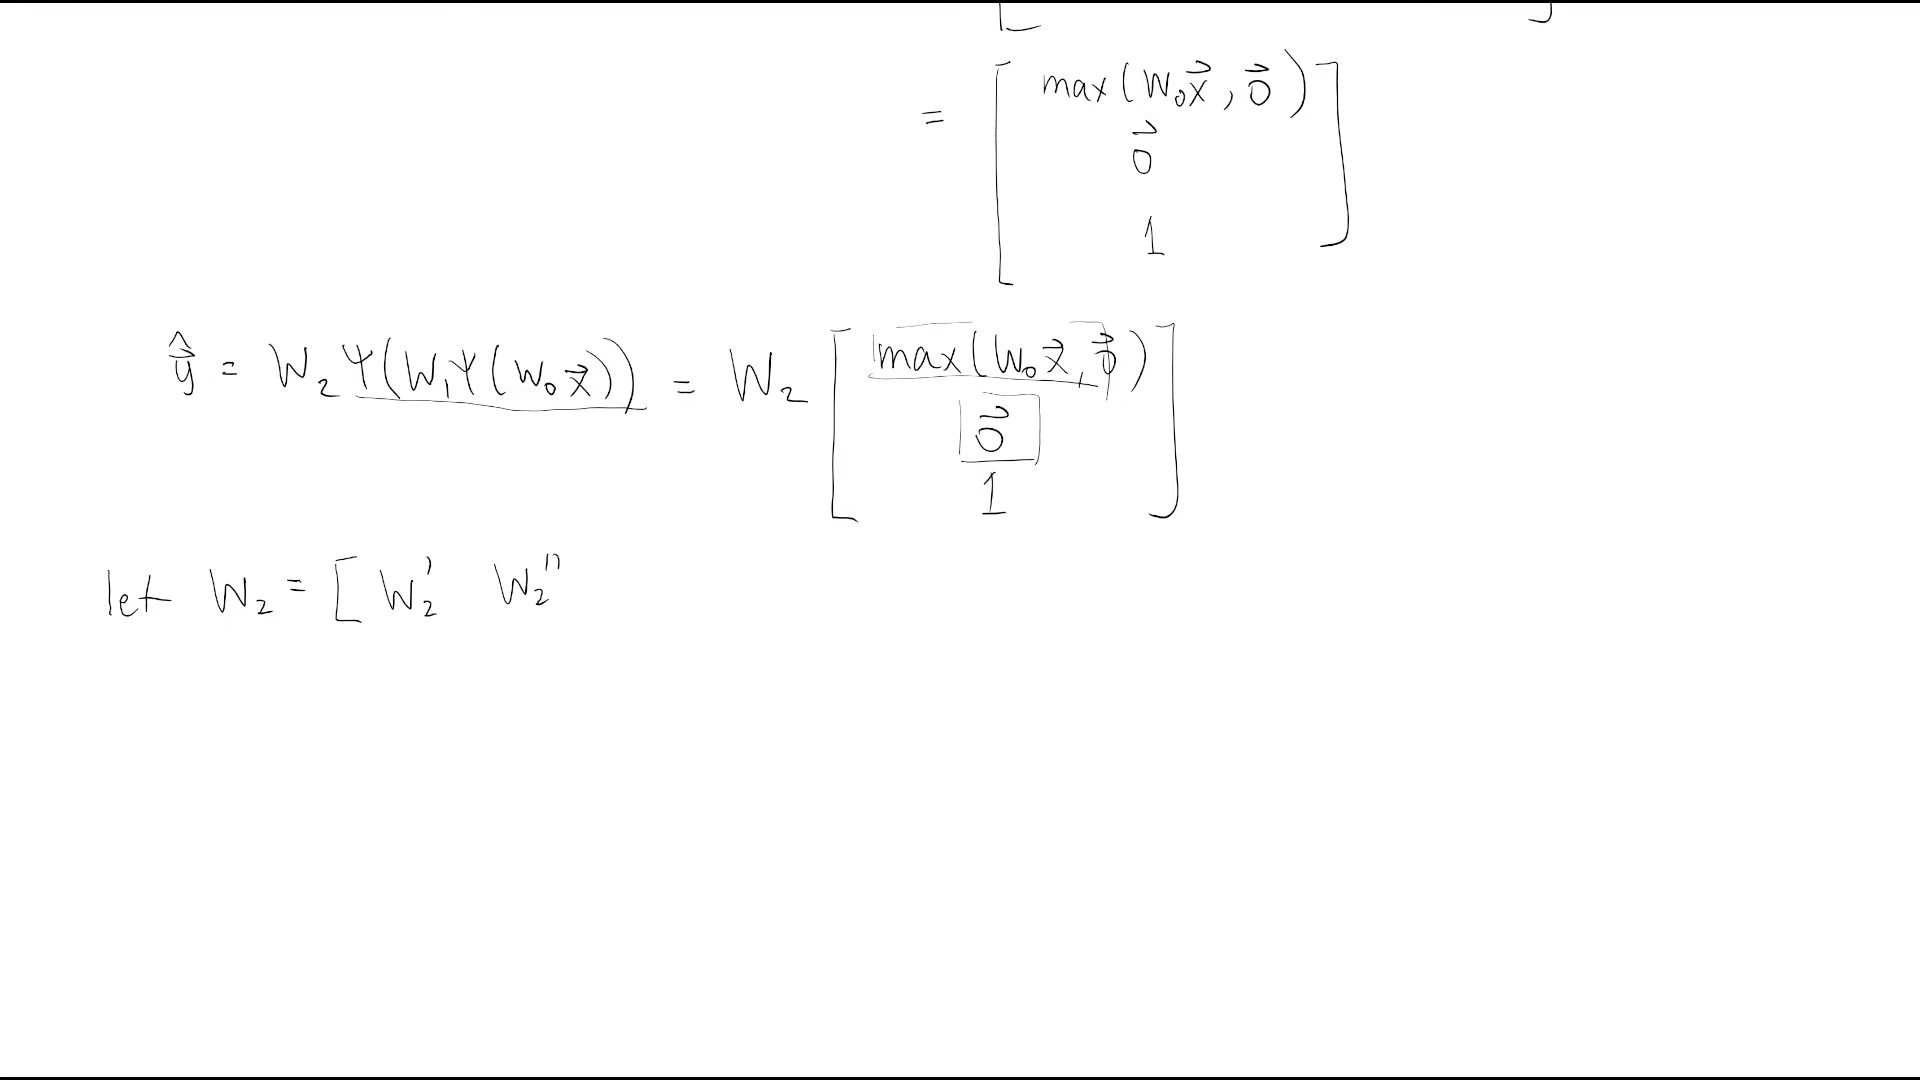 = [ max(W₀x⃗, 0⃗)
0⃗
1 ]
ŷ⃗ = W₂Ψ(W₁Ψ(W₀x⃗)) = W₂ [ max(W₀x⃗, 0⃗)
0⃗
1 ]
let W₂ = [ W₂' W₂''